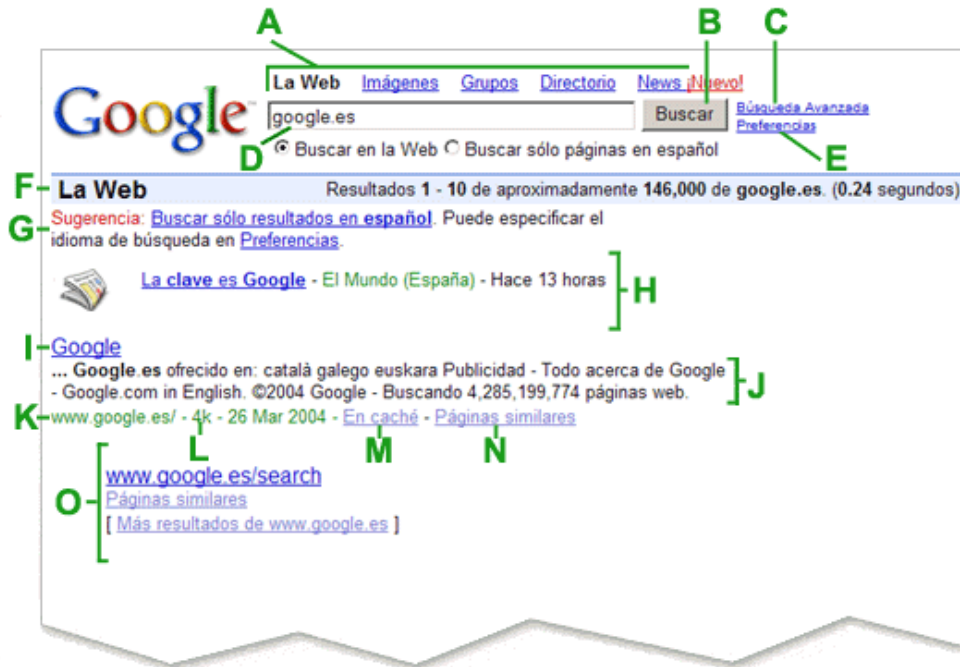 A B C
La Web Imágenes Grupos Directorio News ¡Nuevo!
Google
google.es Buscar Búsqueda Avanzada
Preferencias
D Buscar en la Web Buscar sólo páginas en español E
F La Web Resultados 1 - 10 de aproximadamente 146,000 de google.es. (0.24 segundos)
G Sugerencia: Buscar sólo resultados en español. Puede especificar el
idioma de búsqueda en Preferencias.
La clave es Google - El Mundo (España) - Hace 13 horas H
I Google
... Google.es ofrecido en: català galego euskara Publicidad - Todo acerca de Google
- Google.com in English. ©2004 Google - Buscando 4,285,199,774 páginas web. J
K www.google.es/ - 4k - 26 Mar 2004 - En caché - Páginas similares
L M N
www.google.es/search
O Páginas similares
[ Más resultados de www.google.es ]